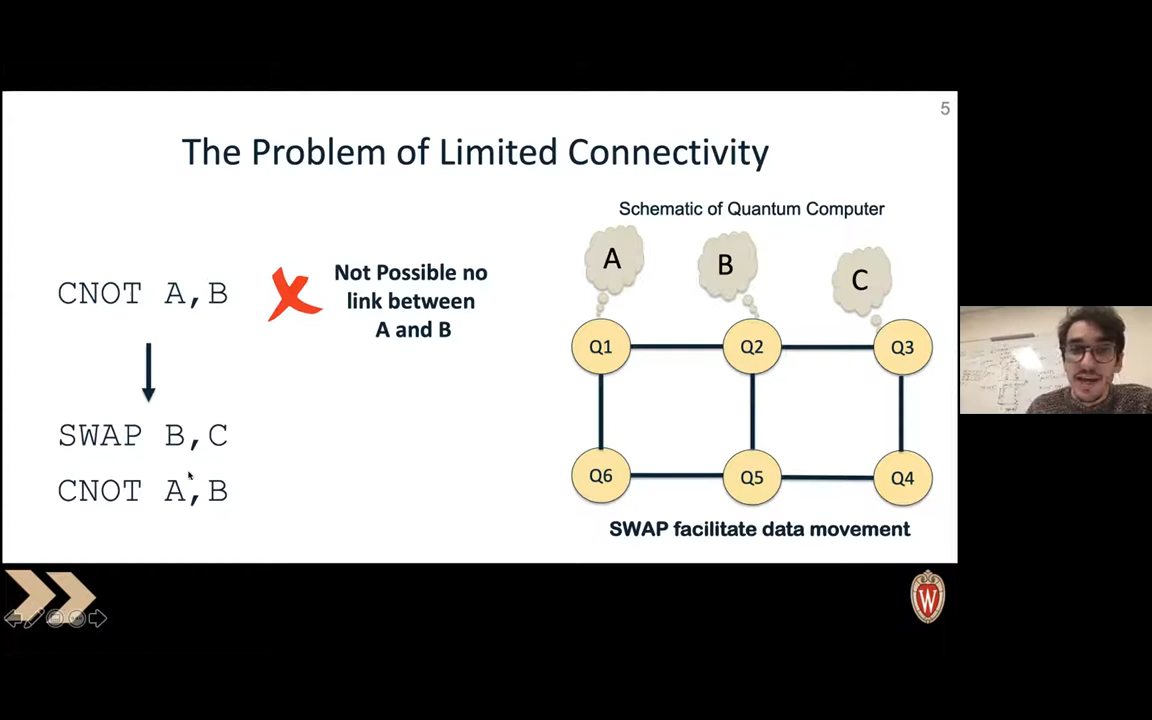 5
The Problem of Limited Connectivity
Schematic of Quantum Computer
A
B
C
CNOT A,B
Not Possible no
link between
A and B
Q1
Q2
Q3
SWAP B,C
CNOT A,B
Q6
Q5
Q4
SWAP facilitate data movement
W